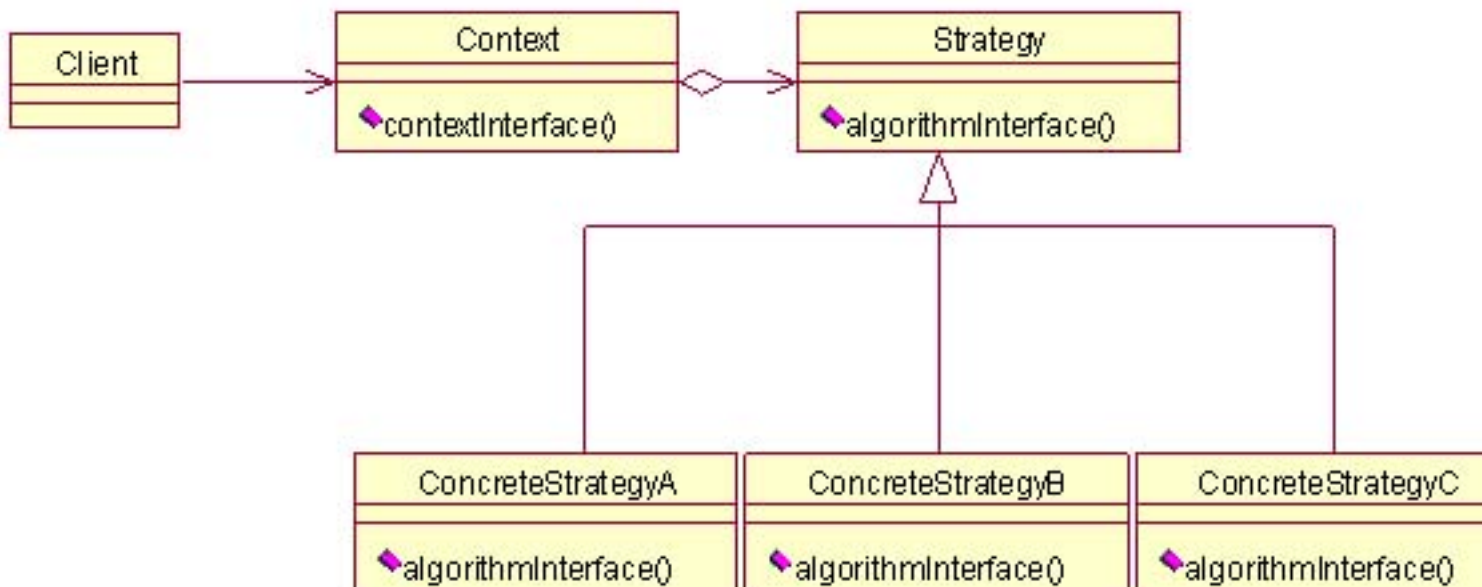 Client
Context
contextInterface()
Strategy
algorithmInterface()
ConcreteStrategyA
algorithmInterface()
ConcreteStrategyB
algorithmInterface()
ConcreteStrategyC
algorithmInterface()